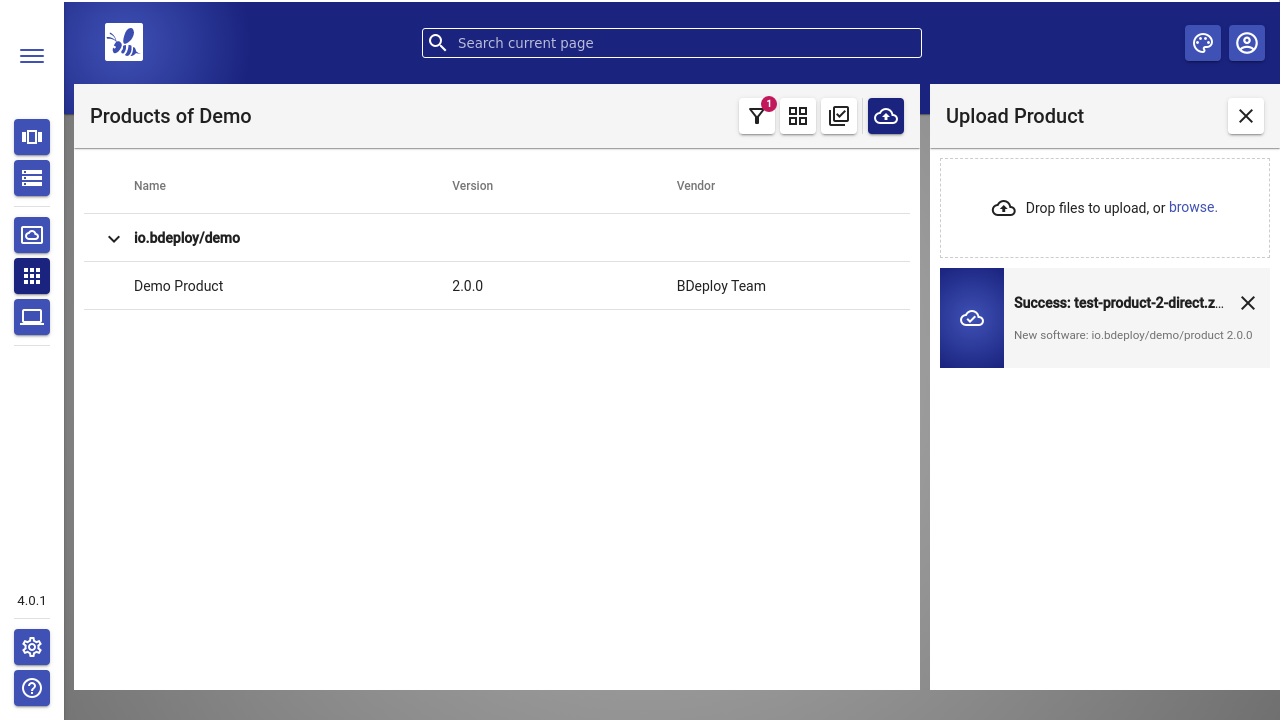 Search current page
Products of Demo
1
Upload Product
Name Version Vendor
io.bdeploy/demo
Demo Product 2.0.0 BDeploy Team
Drop files to upload, or browse.
Success: test-product-2-direct.z…
New software: io.bdeploy/demo/product 2.0.0
4.0.1